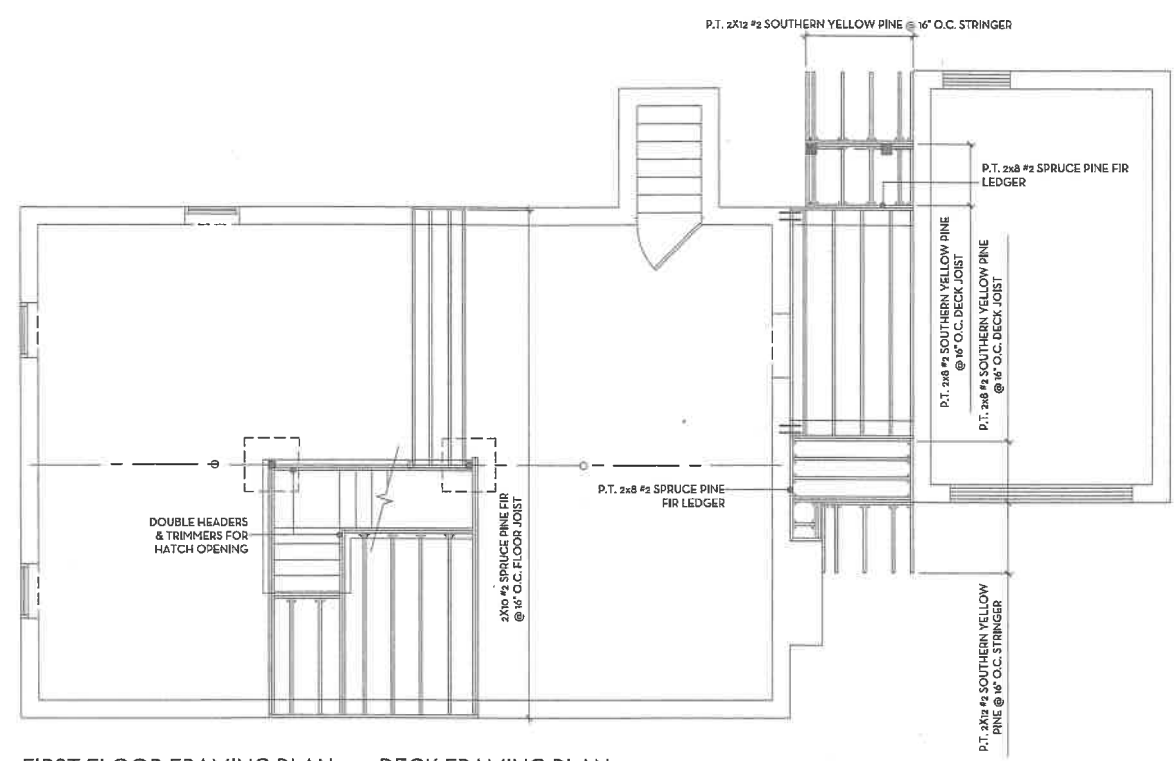 P.T. 2X12 #2 SOUTHERN YELLOW PINE @ 16" O.C. STRINGER
P.T. 2x8 #2 SPRUCE PINE FIR
LEDGER
P.T. 2x8 #2 SOUTHERN YELLOW PINE
@ 16" O.C. DECK JOIST
P.T. 2x8 #2 SOUTHERN YELLOW PINE
@ 16" O.C. DECK JOIST
P.T. 2x8 #2 SPRUCE PINE
FIR LEDGER
DOUBLE HEADERS
& TRIMMERS FOR
HATCH OPENING
2X10 #2 SPRUCE PINE FIR
@ 16" O.C. FLOOR JOIST
P.T. 2X12 #2 SOUTHERN YELLOW
PINE @ 16" O.C. STRINGER
FIRST FLOOR FRAMING PLAN
DECK FRAMING PLAN